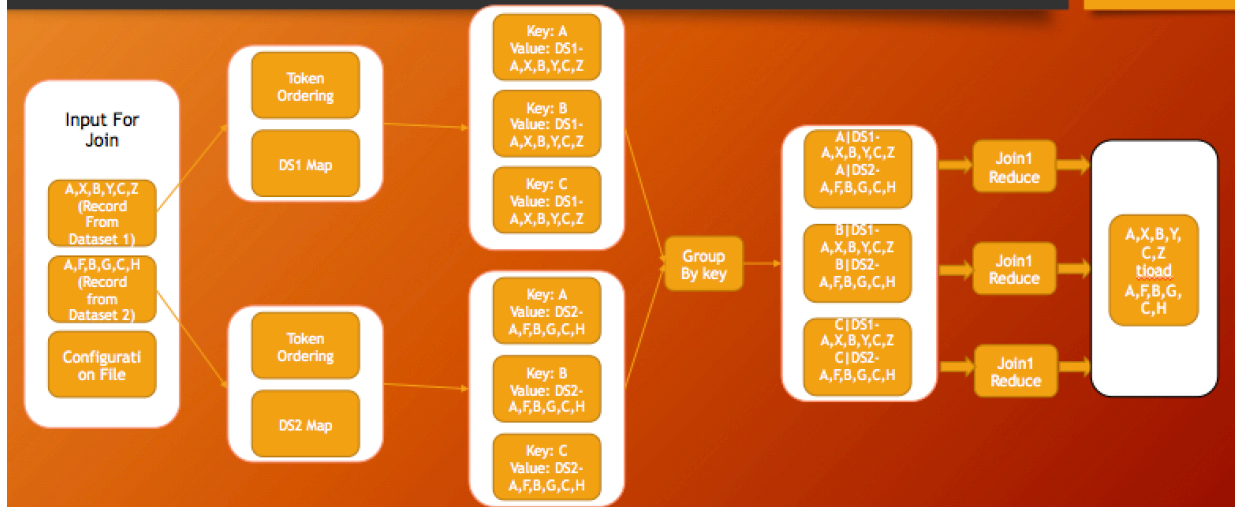 Input For
Join
A,X,B,Y,C,Z
(Record
From
Dataset 1)
A,F,B,G,C,H
(Record
from
Dataset 2)
Configurati
on File
Token
Ordering
DS1 Map
Token
Ordering
DS2 Map
Key: A
Value: DS1-
A,X,B,Y,C,Z
Key: B
Value: DS1-
A,X,B,Y,C,Z
Key: C
Value: DS1-
A,X,B,Y,C,Z
Key: A
Value: DS2-
A,F,B,G,C,H
Key: B
Value: DS2-
A,F,B,G,C,H
Key: C
Value: DS2-
A,F,B,G,C,H
Group
By key
A|DS1-
A,X,B,Y,C,Z
A|DS2-
A,F,B,G,C,H
B|DS1-
A,X,B,Y,C,Z
B|DS2-
A,F,B,G,C,H
C|DS1-
A,X,B,Y,C,Z
C|DS2-
A,F,B,G,C,H
Join1
Reduce
Join1
Reduce
Join1
Reduce
A,X,B,Y,
C,Z
tioad
A,F,B,G,
C,H